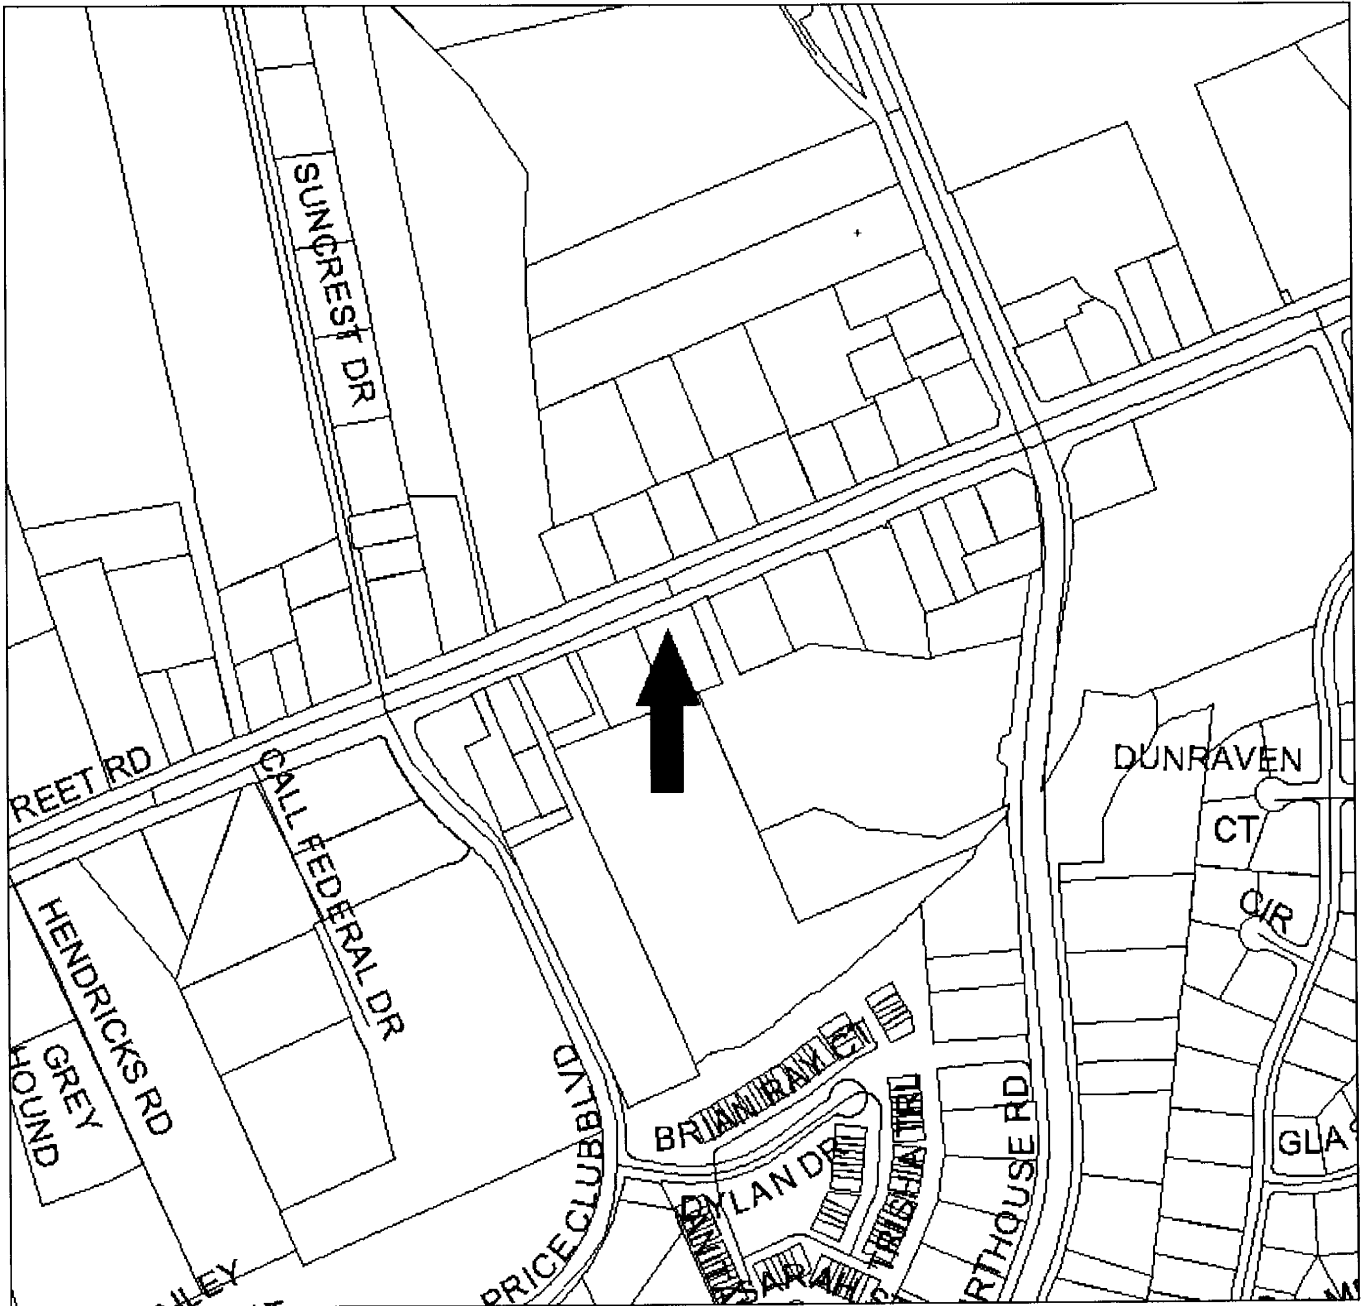 SUNCREST DR
REET RD
CALL FEDERAL DR
DUNRAVEN
CT
CIR
HENDRICKS RD
GREY
HOUND
PRICE CLUB BLVD
BRIAN RAY CT
DYLAN DR
TRISHA TRL
RTHOUSE RD
GLA
ANITA
SARAH